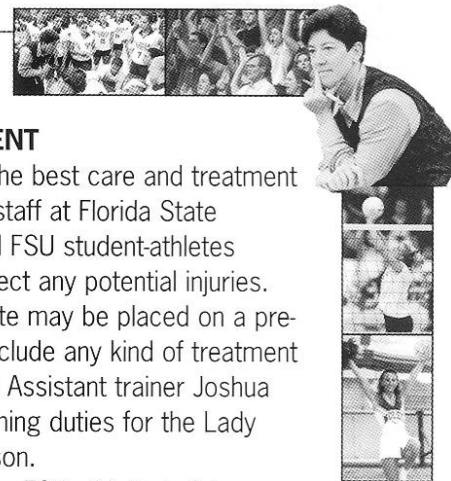 ENT
he best care and treatment
staff at Florida State
FSU student-athletes
ect any potential injuries.
te may be placed on a pre-
clude any kind of treatment
Assistant trainer Joshua
ning duties for the Lady
son.